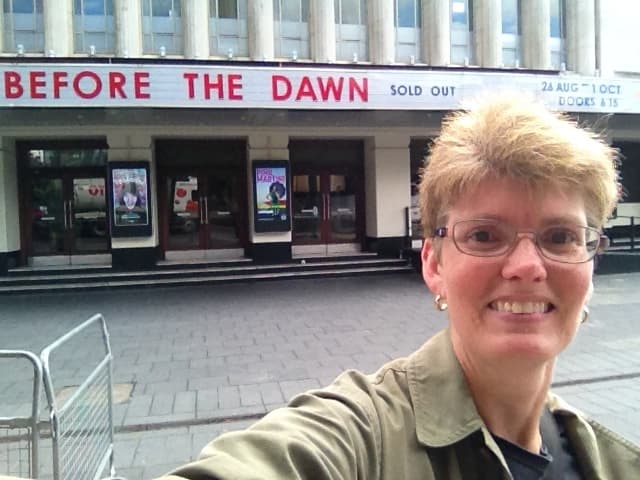 BEFORE THE DAWN SOLD OUT 26 AUG - 1 OCT
DOORS 6 15